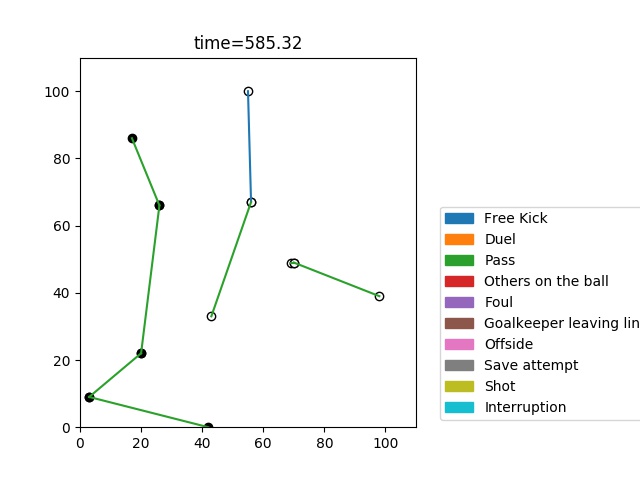 time=585.32
100
80
60
40
20
0
0 20 40 60 80 100
Free Kick
Duel
Pass
Others on the ball
Foul
Goalkeeper leaving lin
Offside
Save attempt
Shot
Interruption